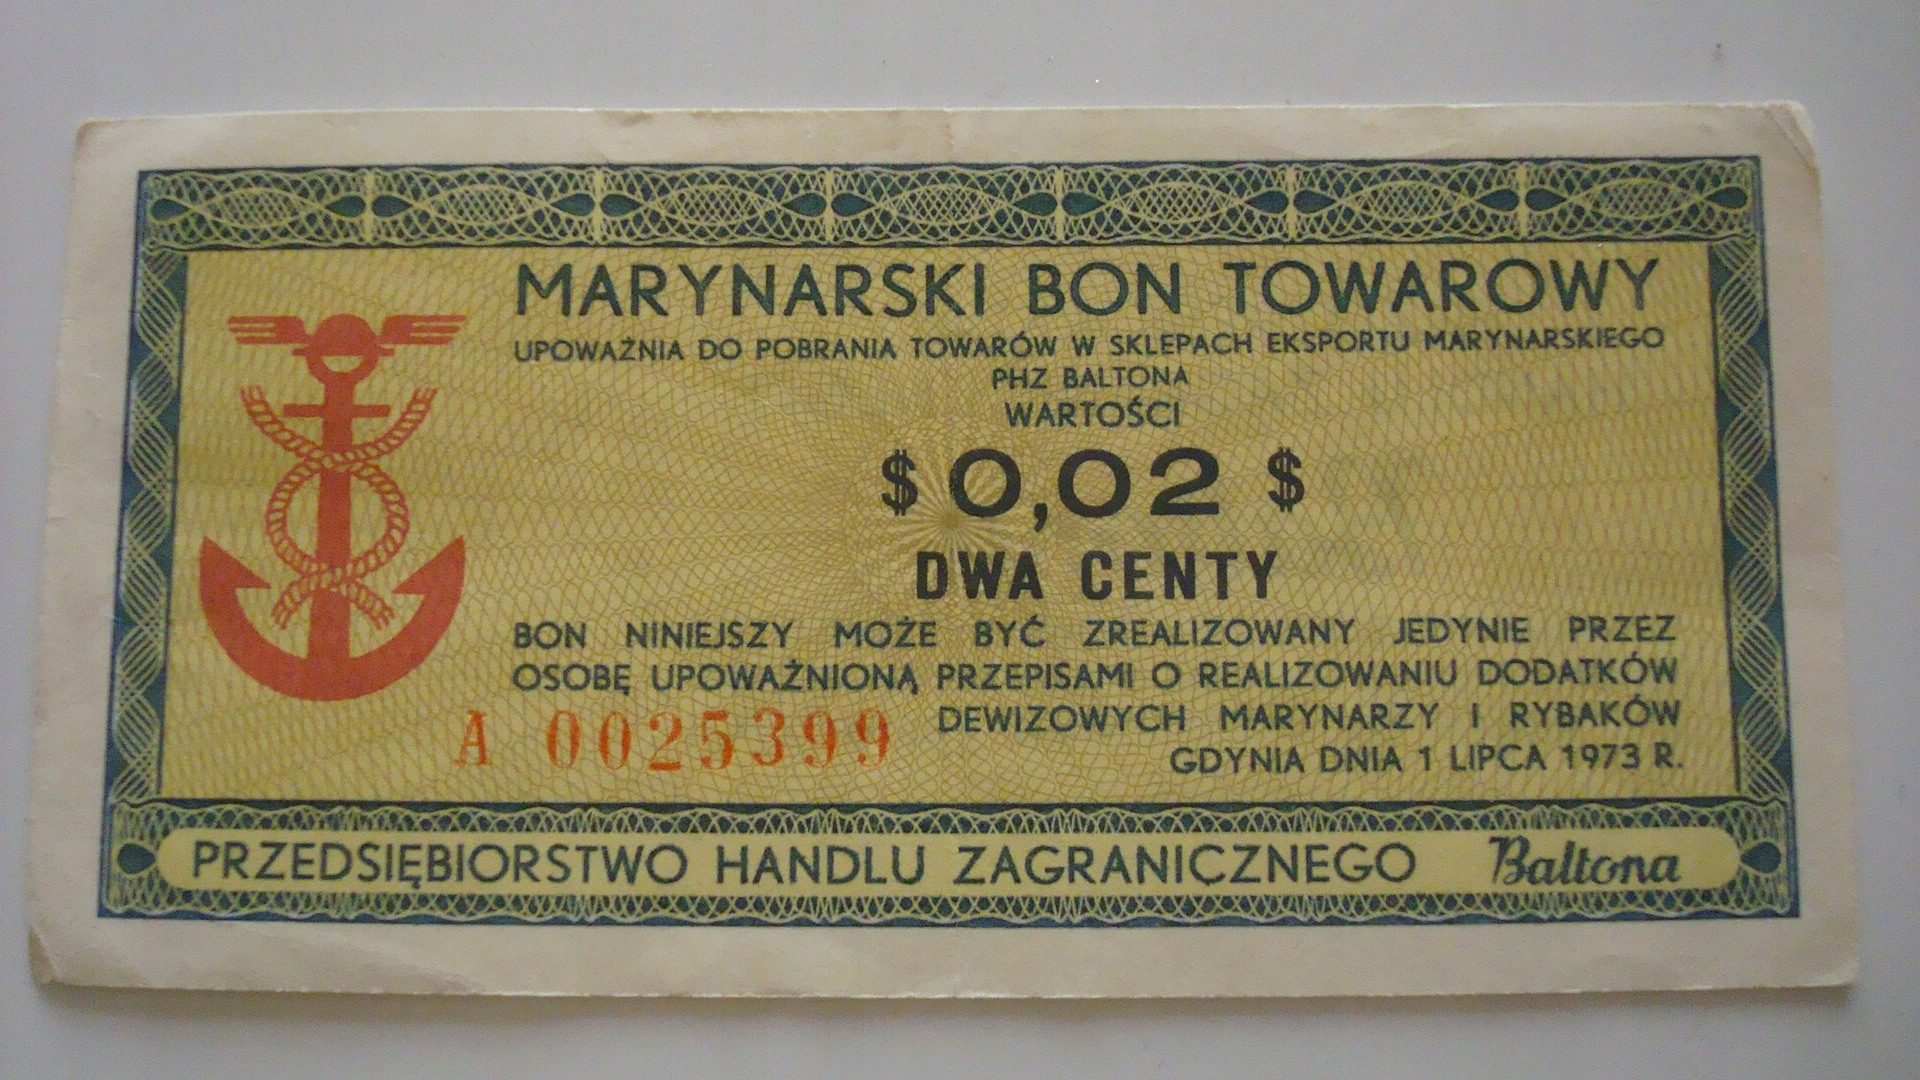 MARYNARSKI BON TOWAROWY
UPOWAŻNIA DO POBRANIA TOWARÓW W SKLEPACH EKSPORTU MARYNARSKIEGO
PHZ BALTONA
WARTOŚCI
$ 0,02 $
DWA CENTY
BON NINIEJSZY MOŻE BYĆ ZREALIZOWANY JEDYNIE PRZEZ
OSOBĘ UPOWAŻNIONĄ PRZEPISAMI O REALIZOWANIU DODATKÓW
DEWIZOWYCH MARYNARZY I RYBAKÓW
A 0025399
GDYNIA DNIA 1 LIPCA 1973 R.
PRZEDSIĘBIORSTWO HANDLU ZAGRANICZNEGO Baltona